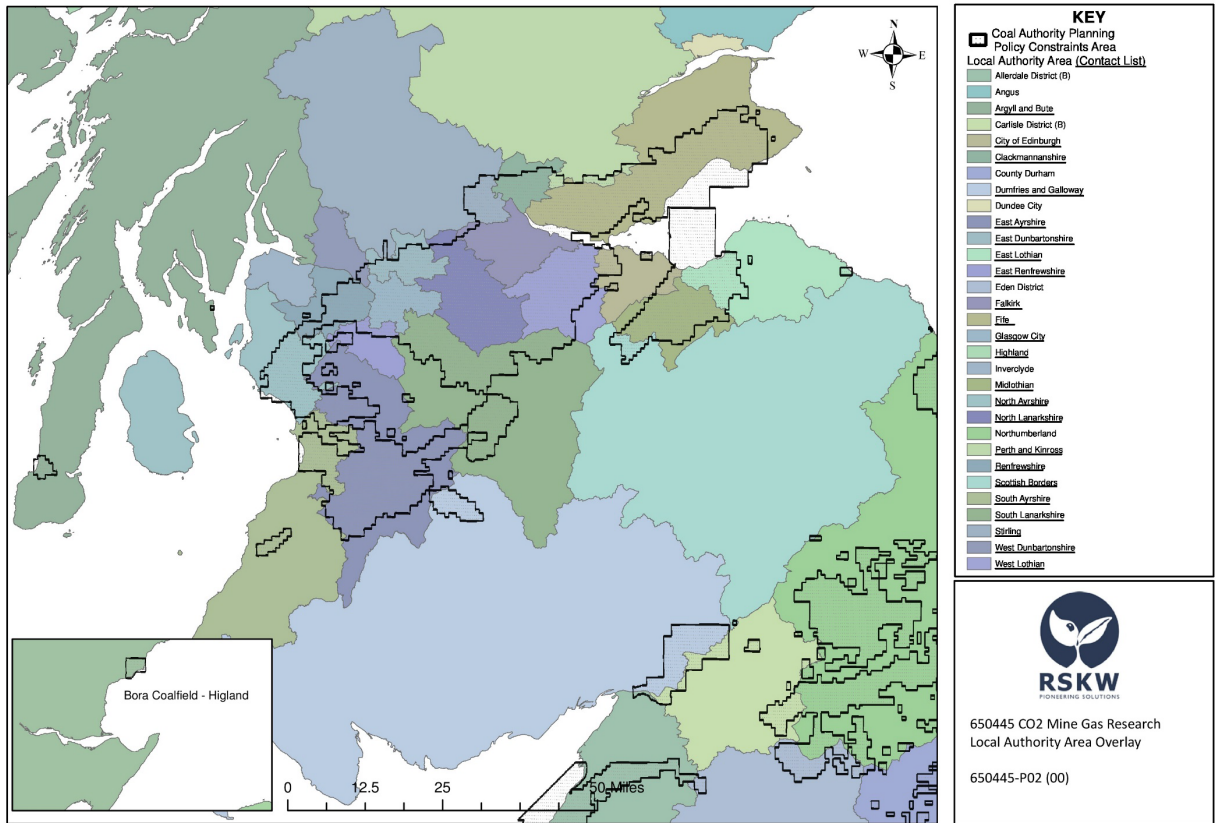 N
W E
S
Bora Coalfield - Higland
0 12.5 25 50 Miles
KEY
Coal Authority Planning
Policy Constraints Area
Local Authority Area (Contact List)
Allerdale District (B)
Angus
Argyll and Bute
Carlisle District (B)
City of Edinburgh
Clackmannanshire
County Durham
Dumfries and Galloway
Dundee City
East Ayrshire
East Dunbartonshire
East Lothian
East Renfrewshire
Eden District
Falkirk
Fife
Glasgow City
Highland
Inverclyde
Midlothian
North Ayrshire
North Lanarkshire
Northumberland
Perth and Kinross
Renfrewshire
Scottish Borders
South Ayrshire
South Lanarkshire
Stirling
West Dunbartonshire
West Lothian
RSKW
PIONEERING SOLUTIONS
650445 CO2 Mine Gas Research
Local Authority Area Overlay
650445-P02 (00)